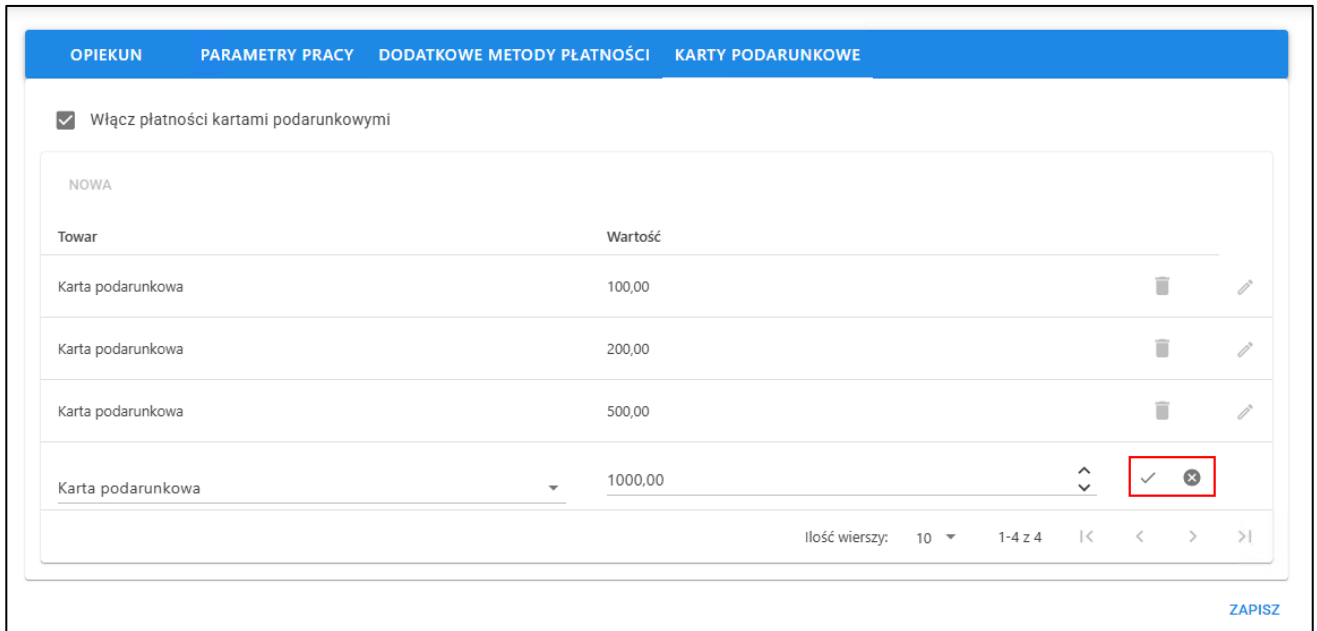 OPIEKUN PARAMETRY PRACY DODATKOWE METODY PŁATNOŚCI KARTY PODARUNKOWE
Włącz płatności kartami podarunkowymi
NOWA
Towar Wartość
Karta podarunkowa 100,00
Karta podarunkowa 200,00
Karta podarunkowa 500,00
Karta podarunkowa 1000,00
Ilość wierszy: 10 1-4 z 4
ZAPISZ